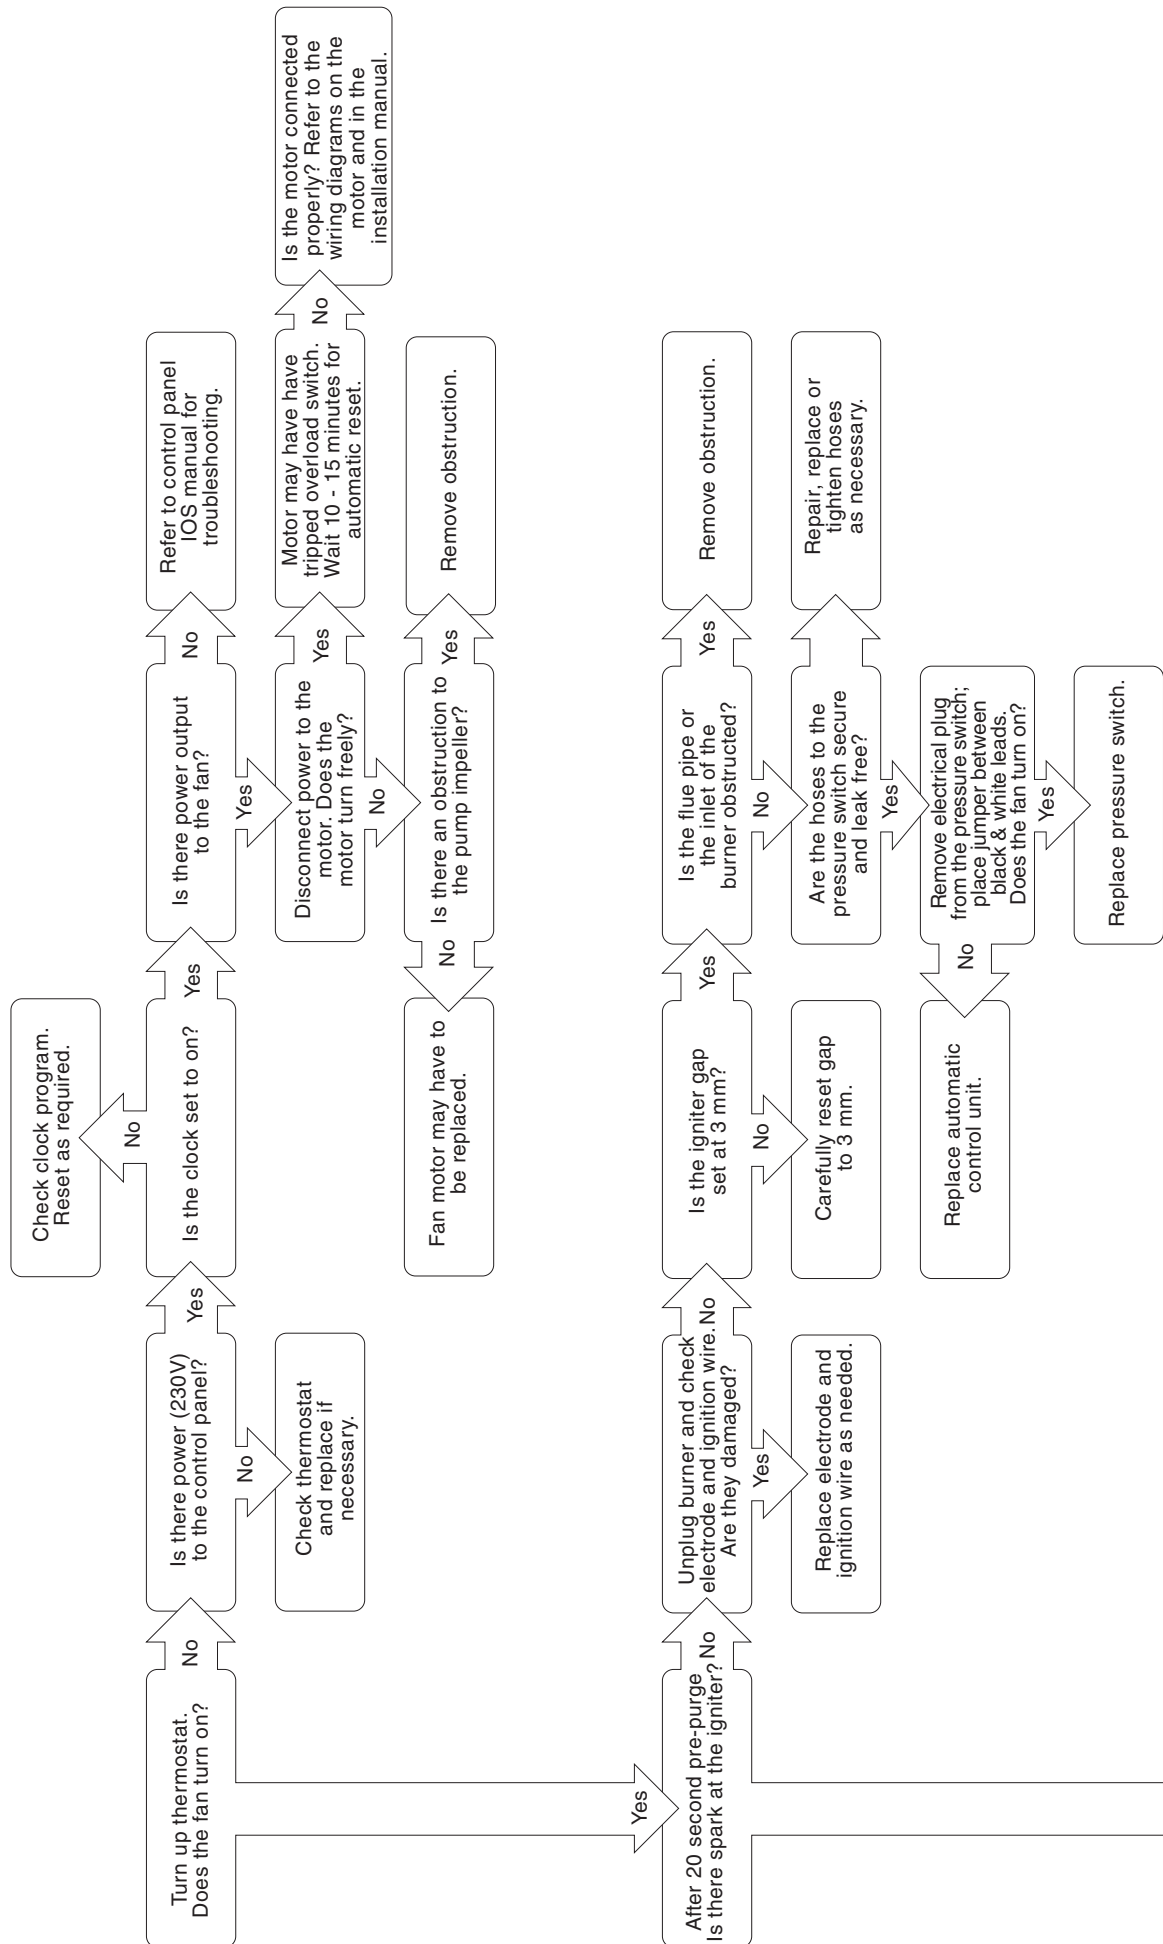 Turn up thermostat.
Does the fan turn on?
No
Is there power (230V)
to the control panel?
Yes
Is the clock set to on?
Yes
Is there power output
to the fan?
No
Refer to control panel
IOS manual for
troubleshooting.
No
Check clock program.
Reset as required.
No
Check thermostat
and replace if
necessary.
Yes
Disconnect power to the
motor. Does the
motor turn freely?
Yes
Motor may have have
tripped overload switch.
Wait 10 - 15 minutes for
automatic reset.
No
Is the motor connected
properly? Refer to the
wiring diagrams on the
motor and in the
installation manual.
No
Is there an obstruction to
the pump impeller?
Yes
Remove obstruction.
No
Fan motor may have to
be replaced.
Yes
After 20 second pre-purge
Is there spark at the igniter?
No
Unplug burner and check
electrode and ignition wire.
Are they damaged?
No
Is the igniter gap
set at 3 mm?
Yes
Is the flue pipe or
the inlet of the
burner obstructed?
Yes
Remove obstruction.
Yes
Replace electrode and
ignition wire as needed.
No
Carefully reset gap
to 3 mm.
No
Are the hoses to the
pressure switch secure
and leak free?
Repair, replace or
tighten hoses
as necessary.
Yes
Remove electrical plug
from the pressure switch;
place jumper between
black & white leads.
Does the fan turn on?
No
Replace automatic
control unit.
Yes
Replace pressure switch.